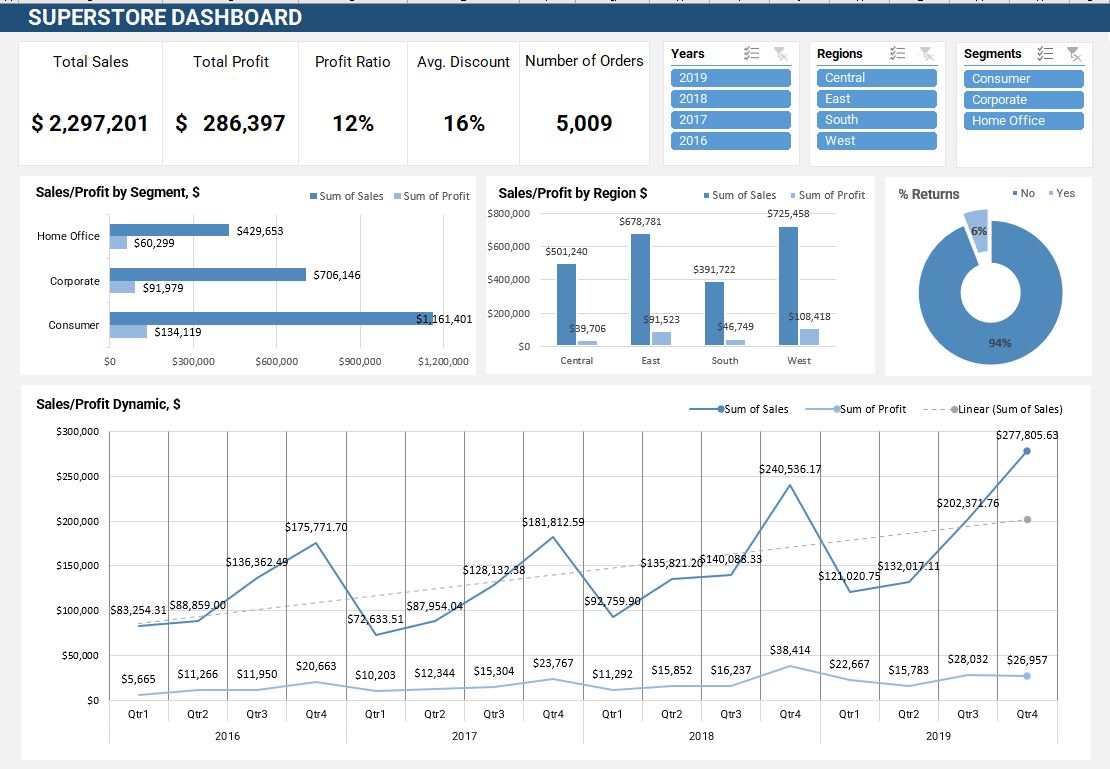 SUPERSTORE DASHBOARD
Total Sales
$ 2,297,201
Total Profit
$ 286,397
Profit Ratio
12%
Avg. Discount
16%
Number of Orders
5,009
Years
2019
2018
2017
2016
Regions
Central
East
South
West
Segments
Consumer
Corporate
Home Office
Sales/Profit by Segment, $
Sum of Sales Sum of Profit
Home Office
$429,653
$60,299
Corporate
$706,146
$91,979
Consumer
$1,161,401
$134,119
$0 $300,000 $600,000 $900,000 $1,200,000
Sales/Profit by Region $
Sum of Sales Sum of Profit
$800,000
$600,000
$400,000
$200,000
$0
$501,240
$39,706
$678,781
$91,523
$391,722
$46,749
$725,458
$108,418
Central East South West
% Returns
No Yes
6%
94%
Sales/Profit Dynamic, $
Sum of Sales Sum of Profit Linear (Sum of Sales)
$300,000
$250,000
$200,000
$150,000
$100,000
$50,000
$0
$83,254.31
$88,859.00
$136,362.49
$175,771.70
$72,633.51
$87,954.04
$128,132.38
$181,812.59
$92,759.90
$135,821.20
$140,088.33
$240,536.17
$121,020.75
$132,017.11
$202,371.76
$277,805.63
$5,665
$11,266
$11,950
$20,663
$10,203
$12,344
$15,304
$23,767
$11,292
$15,852
$16,237
$38,414
$22,667
$15,783
$28,032
$26,957
Qtr1 Qtr2 Qtr3 Qtr4 Qtr1 Qtr2 Qtr3 Qtr4 Qtr1 Qtr2 Qtr3 Qtr4 Qtr1 Qtr2 Qtr3 Qtr4
2016 2017 2018 2019